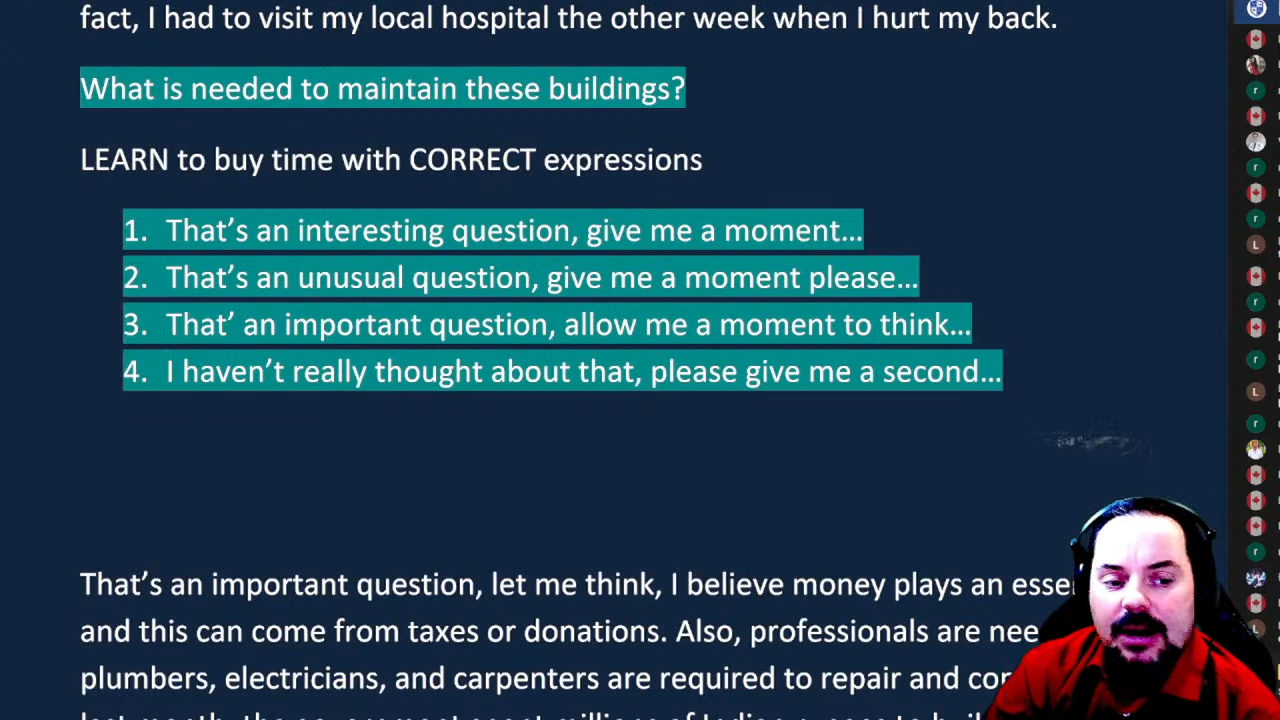 fact, I had to visit my local hospital the other week when I hurt my back.
What is needed to maintain these buildings?
LEARN to buy time with CORRECT expressions
1. That’s an interesting question, give me a moment…
2. That’s an unusual question, give me a moment please…
3. That’ an important question, allow me a moment to think…
4. I haven’t really thought about that, please give me a second…
That’s an important question, let me think, I believe money plays an
and this can come from taxes or donations. Also, professionals are
plumbers, electricians, and carpenters are required to repair and